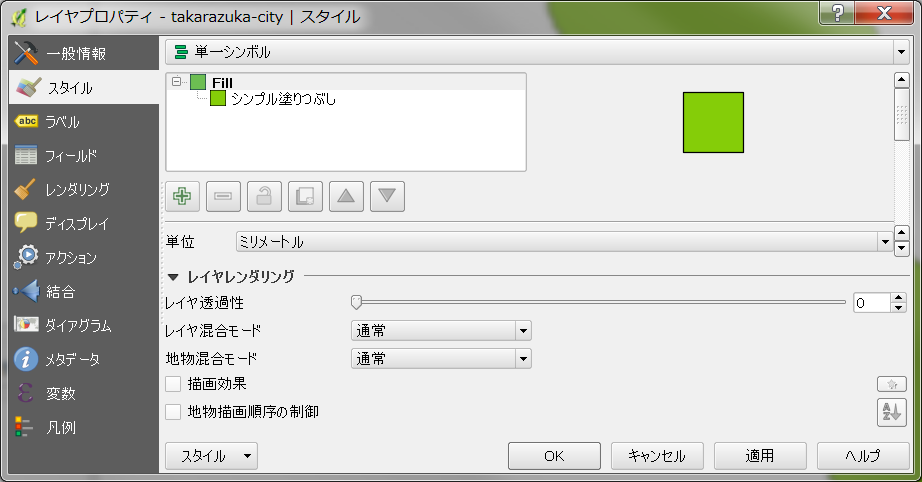 レイヤプロパティ - takarazuka-city | スタイル
一般情報
スタイル
abc ラベル
フィールド
レンダリング
ディスプレイ
アクション
結合
ダイアグラム
メタデータ
変数
凡例
単一シンボル
Fill
シンプル塗りつぶし
単位 ミリメートル
レイヤレンダリング
レイヤ透過性 0
レイヤ混合モード 通常
地物混合モード 通常
描画効果
地物描画順序の制御
AZ
スタイル OK キャンセル 適用 ヘルプ